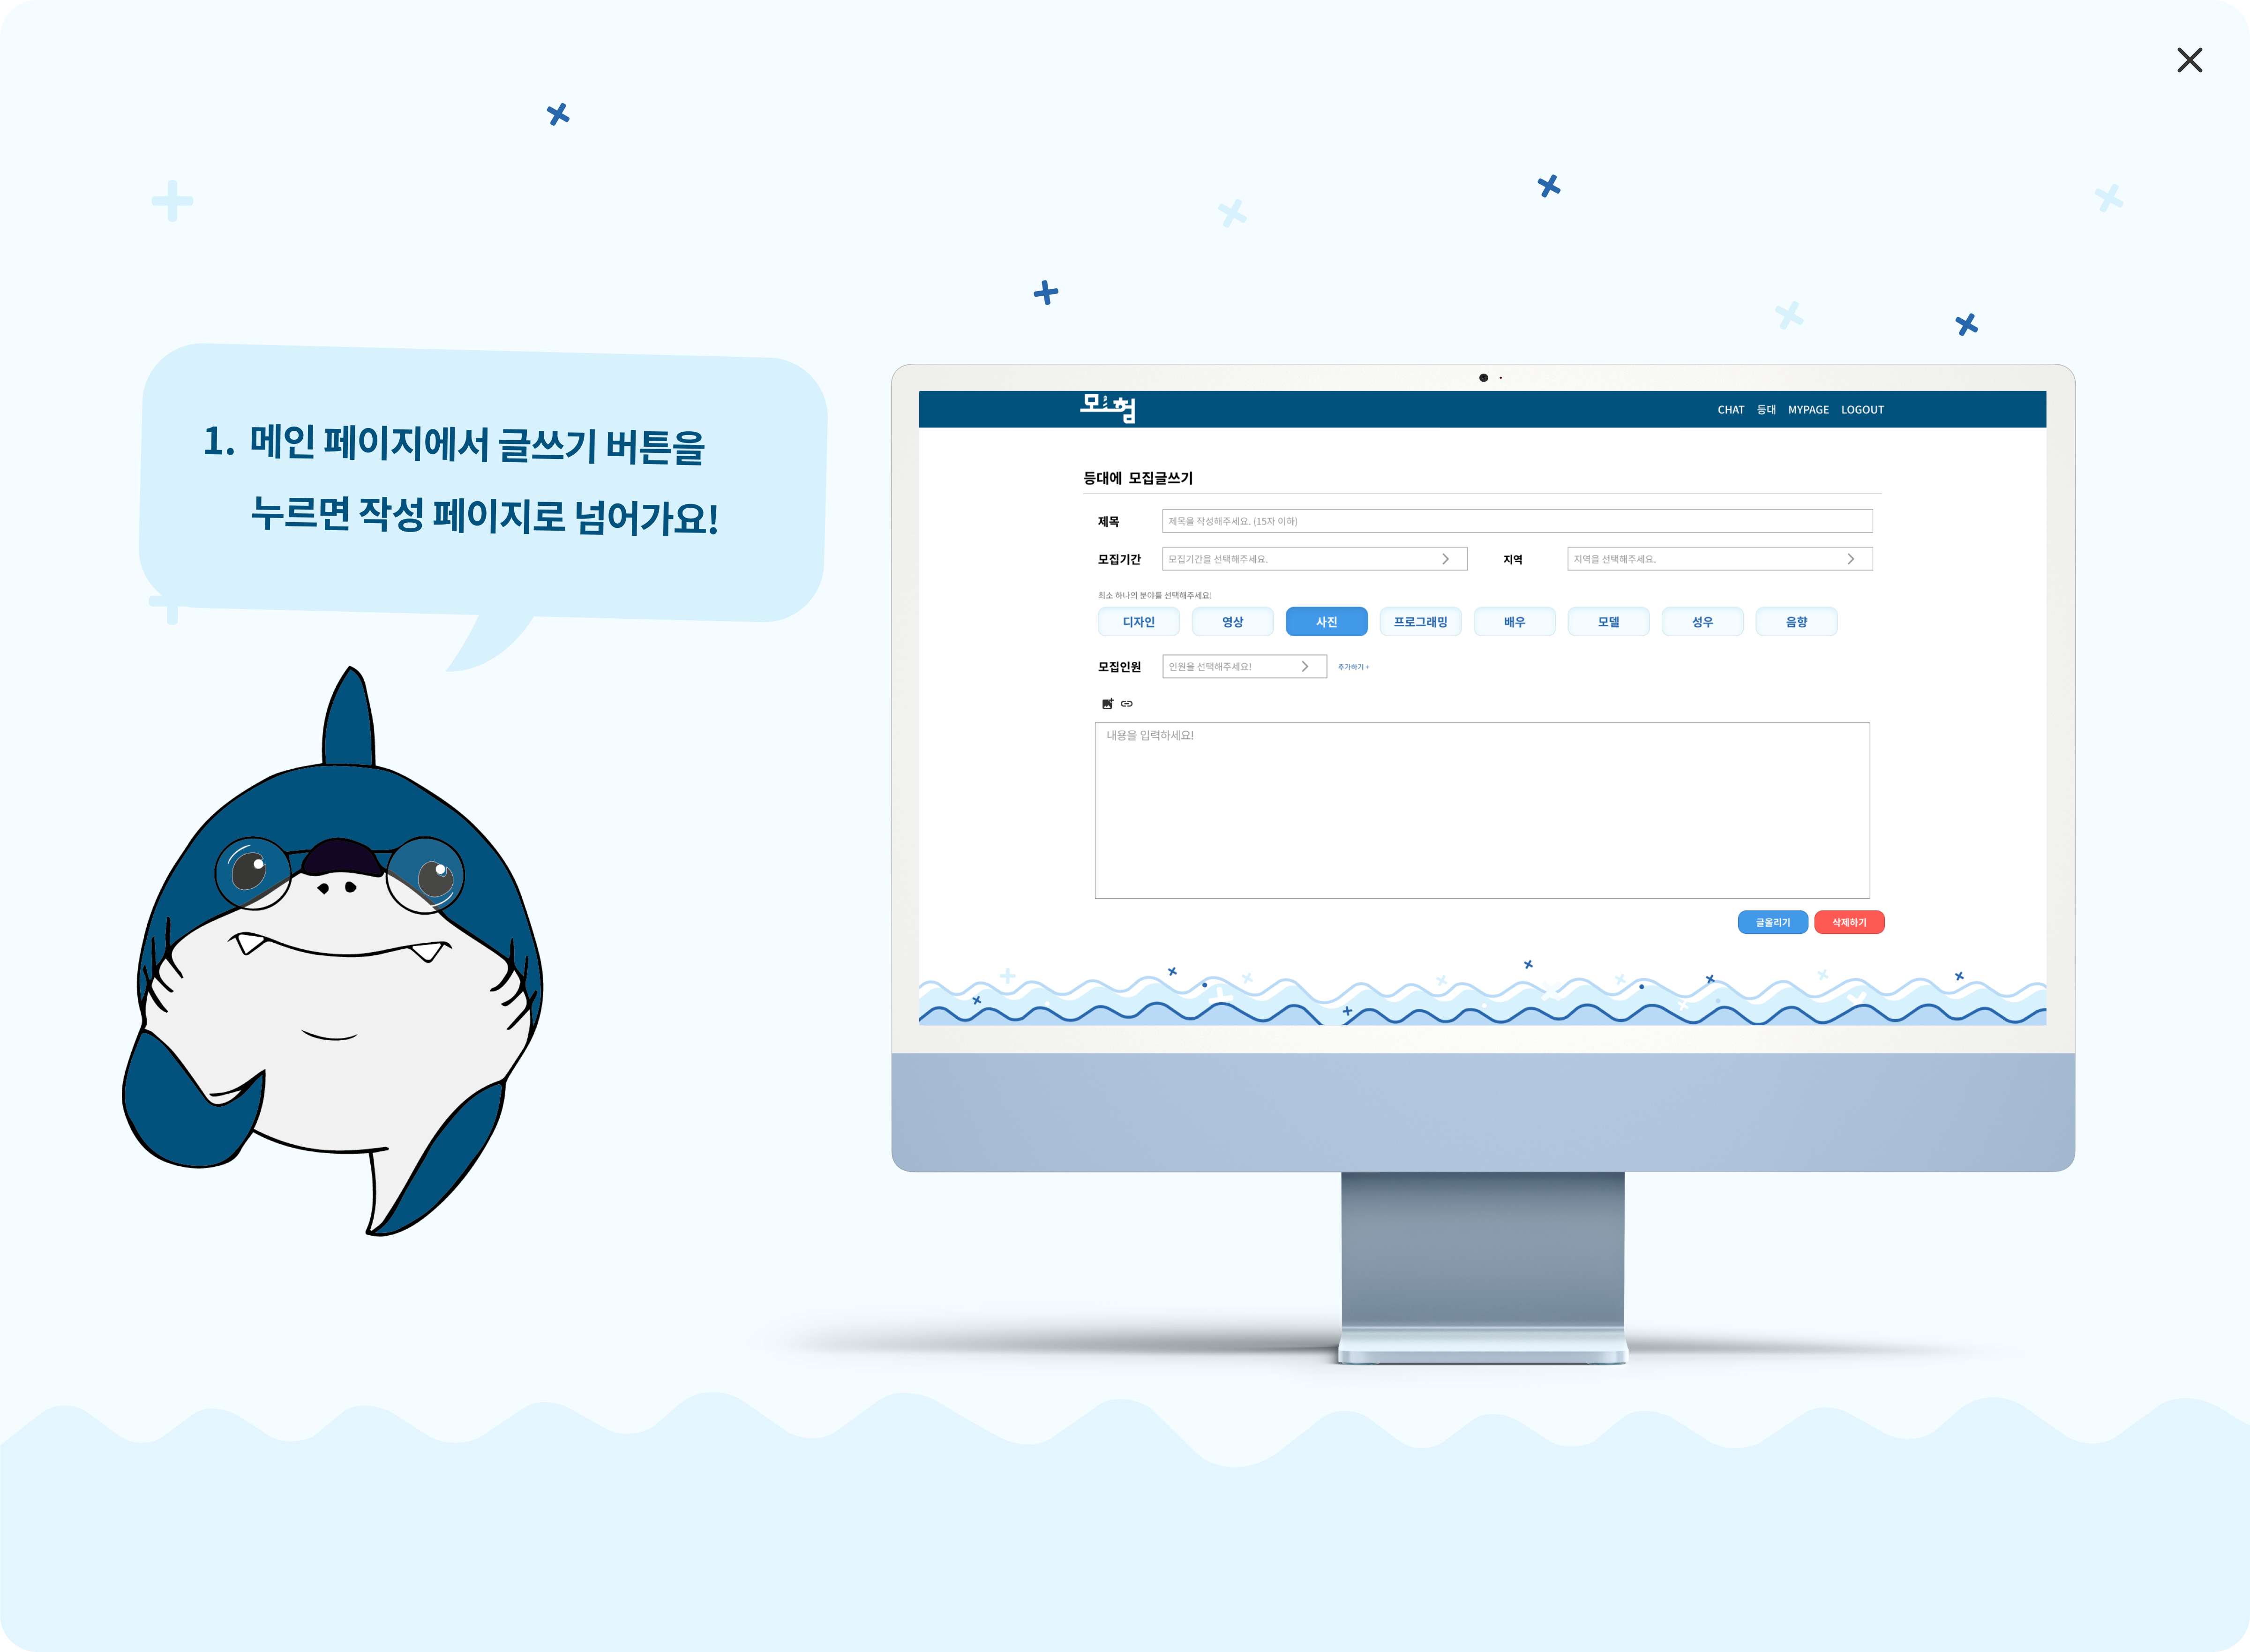 1. 메인 페이지에서 글쓰기 버튼을
누르면 작성 페이지로 넘어가요!
모험
CHAT 등대 MYPAGE LOGOUT
등대에 모집글쓰기
제목 제목을 작성해주세요. (15자 이하)
모집기간 모집기간을 선택해주세요. 지역 지역을 선택해주세요.
최소 하나의 분야를 선택해주세요!
디자인 영상 사진 프로그래밍 배우 모델 성우 음향
모집인원 인원을 선택해주세요! 추가하기 +
내용을 입력하세요!
글올리기 삭제하기